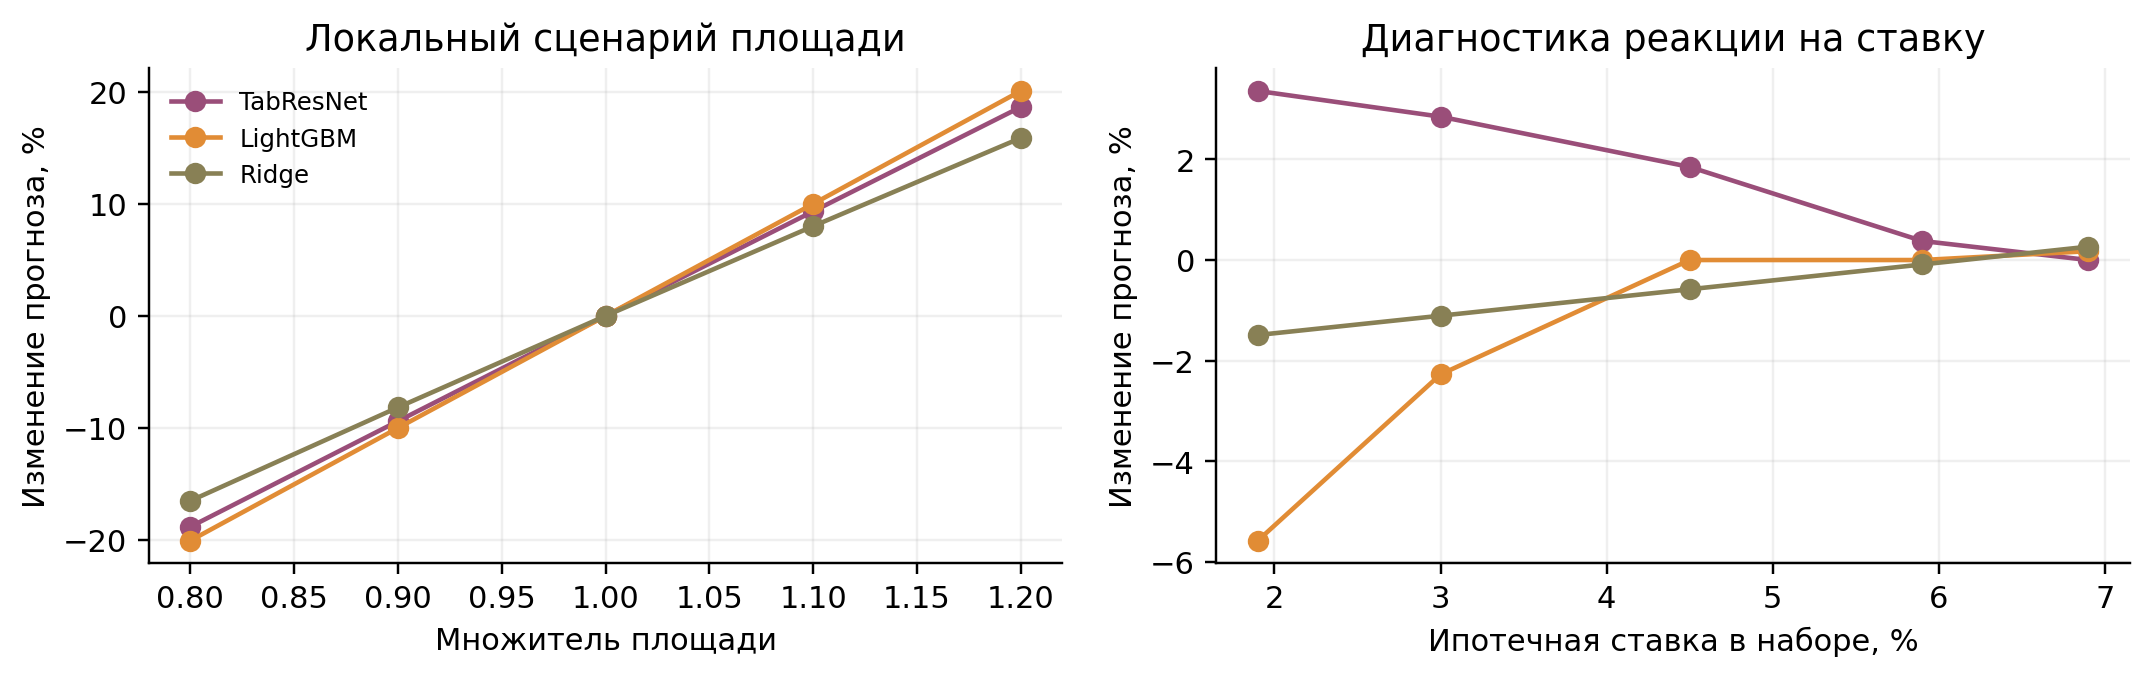 Локальный сценарий площади
Изменение прогноза, %
20
10
0
−10
−20
TabResNet
LightGBM
Ridge
0.80 0.85 0.90 0.95 1.00 1.05 1.10 1.15 1.20
Множитель площади
Диагностика реакции на ставку
Изменение прогноза, %
2
0
−2
−4
−6
2 3 4 5 6 7
Ипотечная ставка в наборе, %